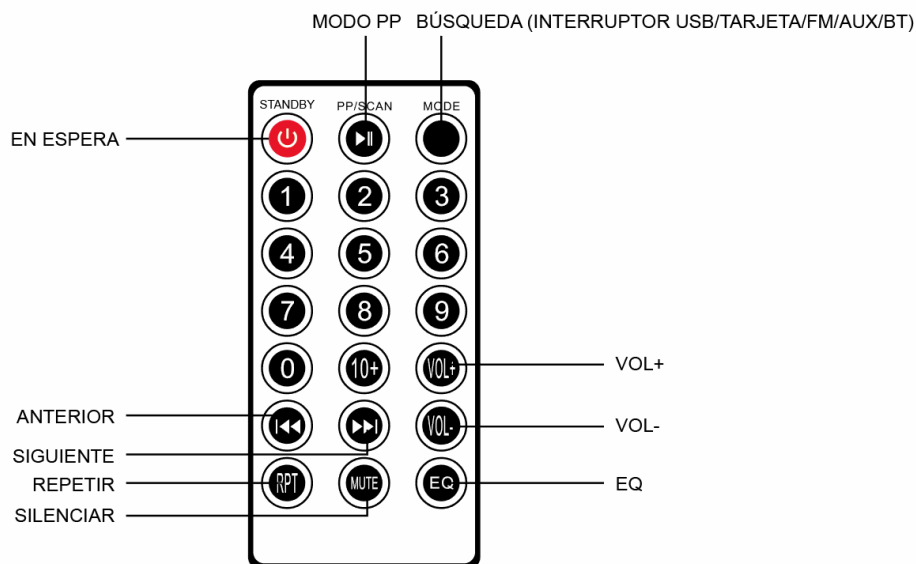 MODO PP BÚSQUEDA (INTERRUPTOR USB/TARJETA/FM/AUX/BT)
STANDBY PP/SCAN MODE
EN ESPERA
1 2 3
4 5 6
7 8 9
0 10+ VOL+ VOL+
ANTERIOR VOL- VOL-
SIGUIENTE
REPETIR RPT MUTE EQ EQ
SILENCIAR